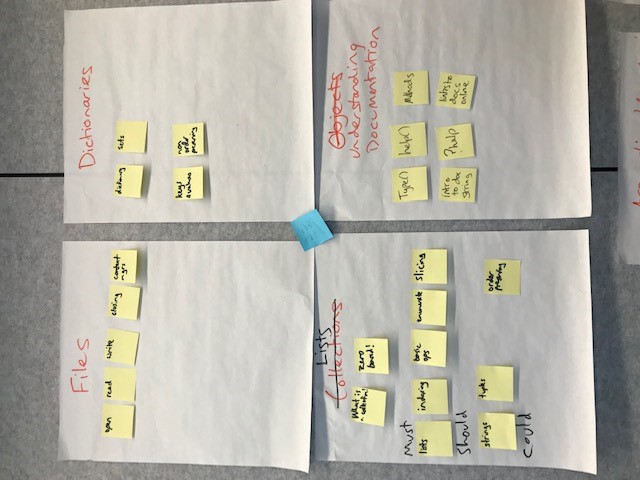 Files
open
read
write
closing
content
mgrs
Dictionaries
dictionary
sets
keys
& values
non
order
preserving
Lists
Collections
What is
a collection?
zero
based!
Must
lists
indexing
basic
ops
enumerate
slicing
Should
strings
tuples
order
preserving
Could
Objects
Understanding
Documentation
Type()
help()
Methods
intro
to doc
string
?help
links to
docs
online